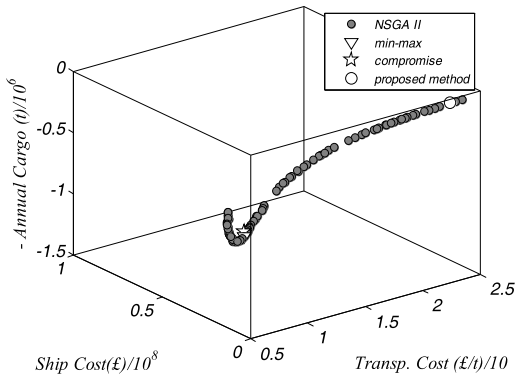 NSGA II
min-max
compromise
proposed method
0
-0.5
-1
-1.5
- Annual Cargo (t)/10⁶
1
0.5
0
Ship Cost(£)/10⁸
0.5
1
1.5
2
2.5
Transp. Cost (£/t)/10